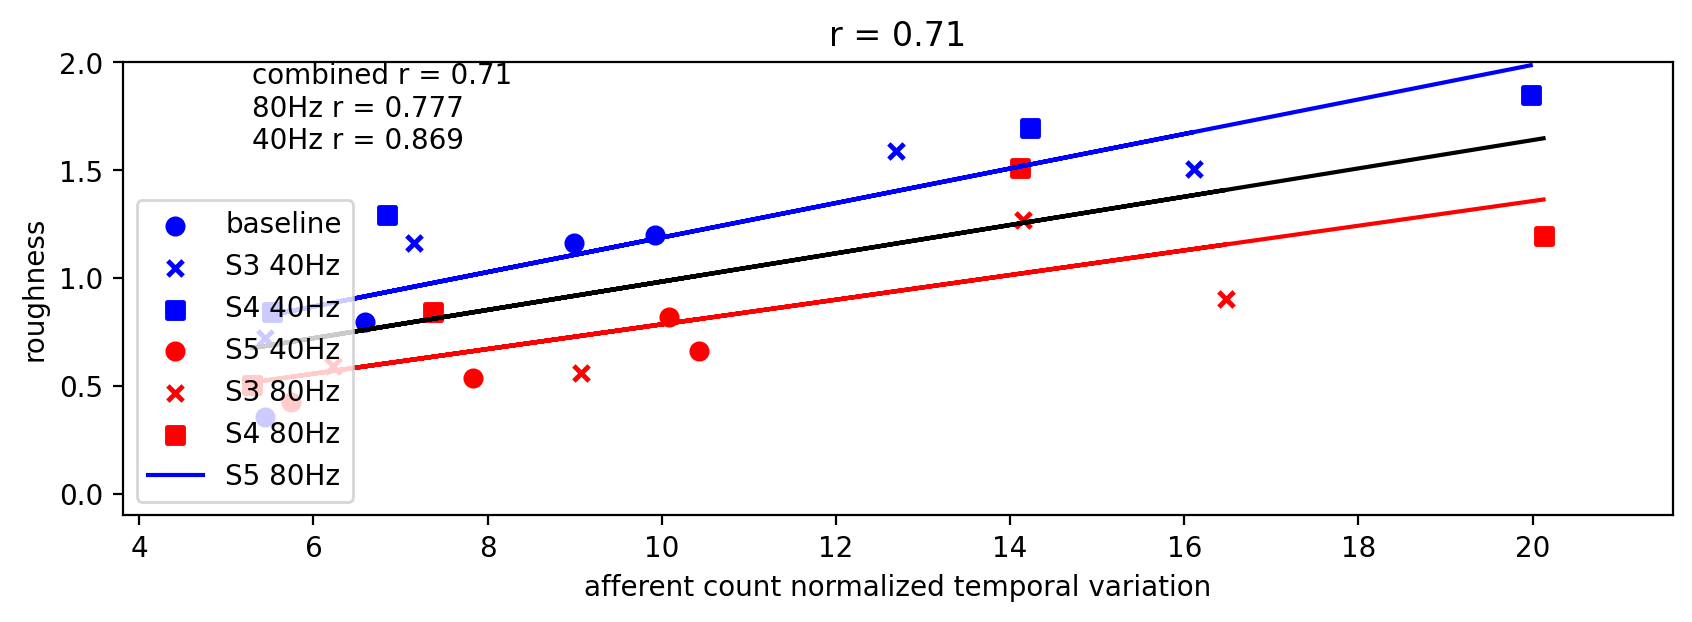 r = 0.71
combined r = 0.71
80Hz r = 0.777
40Hz r = 0.869
2.0
1.5
1.0
0.5
0.0
roughness
baseline
S3 40Hz
S4 40Hz
S5 40Hz
S3 80Hz
S4 80Hz
S5 80Hz
4 6 8 10 12 14 16 18 20
afferent count normalized temporal variation